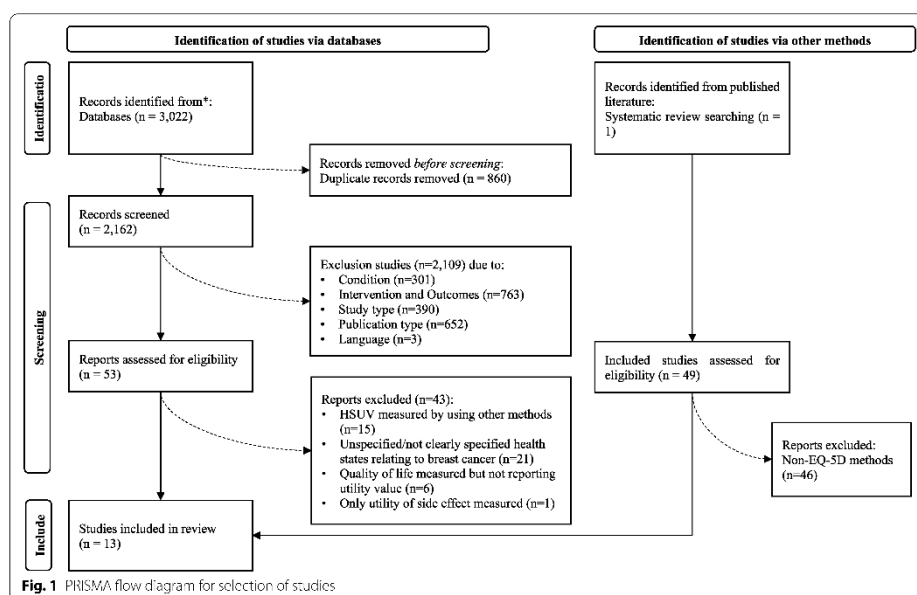 Identification of studies via databases
Identification of studies via other methods
Identificatio
Records identified from*:
Databases (n = 3,022)
Records identified from published
literature:
Systematic review searching (n =
1)
Records removed before screening:
Duplicate records removed (n = 860)
Screening
Records screened
(n = 2,162)
Exclusion studies (n=2,109) due to:
• Condition (n=301)
• Intervention and Outcomes (n=763)
• Study type (n=390)
• Publication type (n=652)
• Language (n=3)
Reports assessed for eligibility
(n = 53)
Included studies assessed for
eligibility (n = 49)
Reports excluded (n=43):
• HSUV measured by using other methods
(n=15)
• Unspecified/not clearly specified health
states relating to breast cancer (n=21)
• Quality of life measured but not reporting
utility value (n=6)
• Only utility of side effect measured (n=1)
Reports excluded:
Non-EQ-5D methods
(n=46)
Include
Studies included in review
(n = 13)
Fig. 1 PRISMA flow diagram for selection of studies